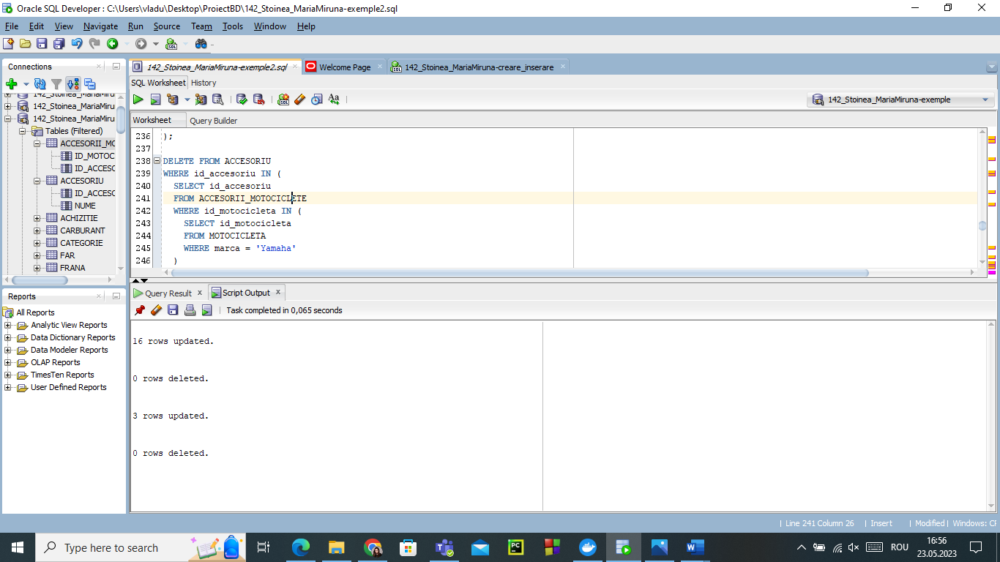 Oracle SQL Developer : C:\Users\vladu\Desktop\ProiectBD\142_Stoinea_MariaMiruna-exemple2.sql
File Edit View Navigate Run Source Team Tools Window Help
Connections
142_Stoinea_MariaMiru
142_Stoinea_MariaMiru
142_Stoinea_MariaMiru
Tables (Filtered)
ACCESORII_MO
ID_MOTOC
ID_ACCESO
ACCESORIU
ID_ACCESO
NUME
ACHIZITIE
CARBURANT
CATEGORIE
FAR
FRANA
Reports
All Reports
Analytic View Reports
Data Dictionary Reports
Data Modeler Reports
OLAP Reports
TimesTen Reports
User Defined Reports
142_Stoinea_MariaMiruna-exemple2.sql
Welcome Page
142_Stoinea_MariaMiruna-creare_inserare
SQL Worksheet History
Aa
142_Stoinea_MariaMiruna-exemple
Worksheet Query Builder
236 );
237
238 DELETE FROM ACCESORIU
239 WHERE id_accesoriu IN (
240 SELECT id_accesoriu
241 FROM ACCESORII_MOTOCICLETE
242 WHERE id_motocicleta IN (
243 SELECT id_motocicleta
244 FROM MOTOCICLETA
245 WHERE marca = 'Yamaha'
246 )
Query Result x Script Output x
Task completed in 0,065 seconds
16 rows updated.
0 rows deleted.
3 rows updated.
0 rows deleted.
Line 241 Column 26 Insert Modified Windows: CR
Type here to search
ROU
16:56
23.05.2023